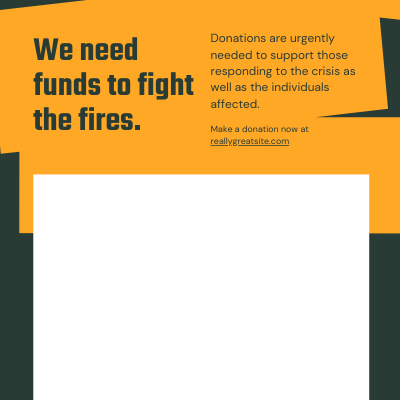 We need
funds to fight
the fires.
Donations are urgently
needed to support those
responding to the crisis as
well as the individuals
affected.
Make a donation now at
reallygreatsite.com